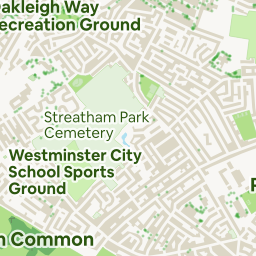 akleigh Way
ecreation Ground
Streatham Park
Cemetery
Westminster City
School Sports
Ground
n Common